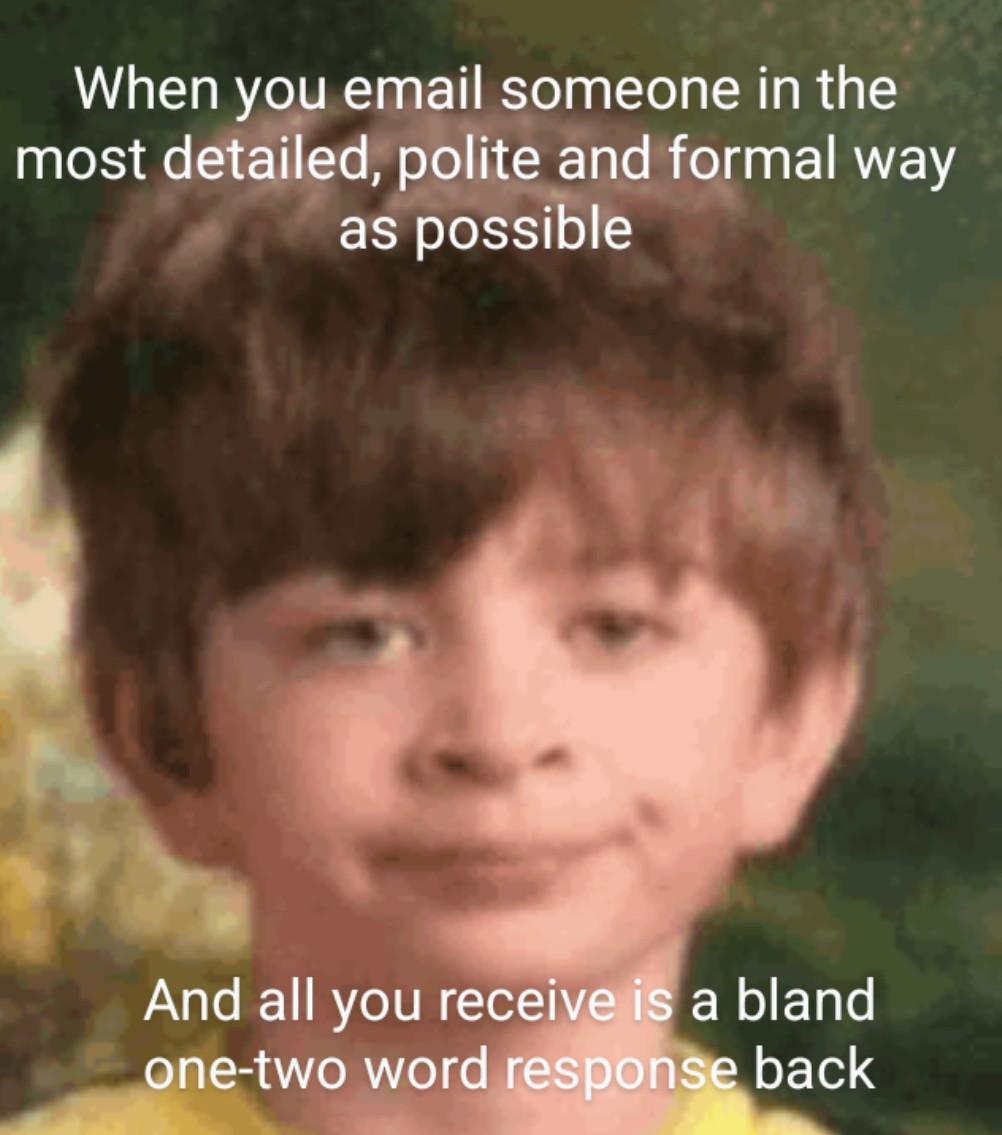 When you email someone in the
most detailed, polite and formal way
as possible
And all you receive is a bland
one-two word response back